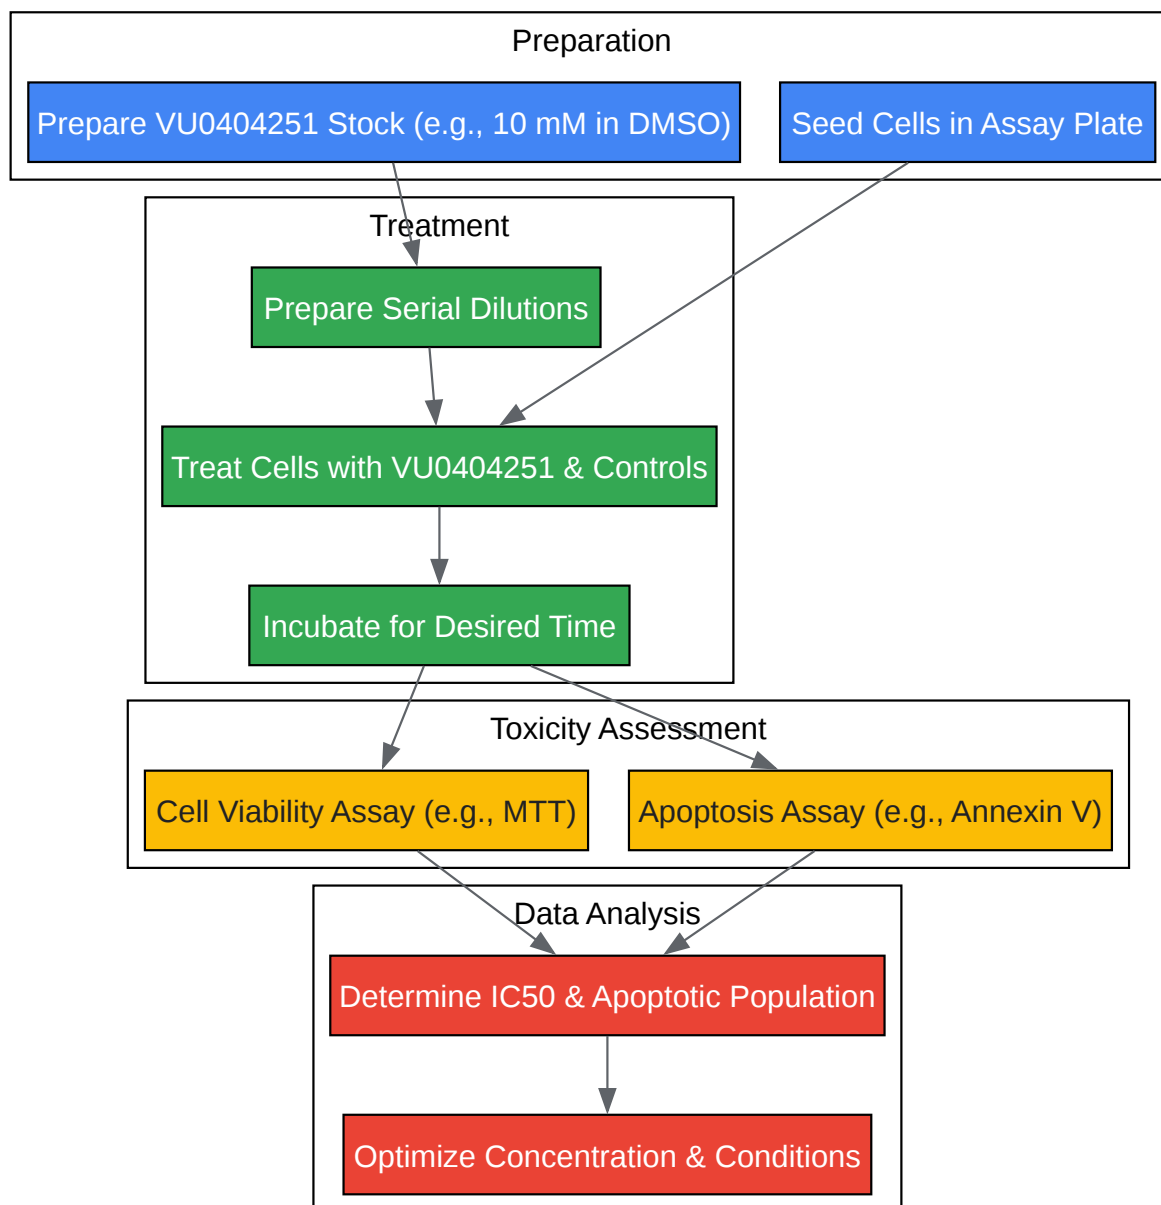 Preparation
Prepare VU0404251 Stock (e.g., 10 mM in DMSO)
Seed Cells in Assay Plate
Treatment
Prepare Serial Dilutions
Treat Cells with VU0404251 & Controls
Incubate for Desired Time
Toxicity Assessment
Cell Viability Assay (e.g., MTT)
Apoptosis Assay (e.g., Annexin V)
Data Analysis
Determine IC50 & Apoptotic Population
Optimize Concentration & Conditions